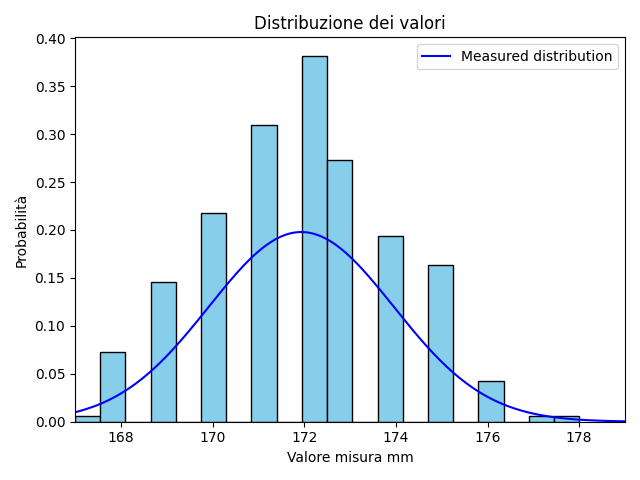 Distribuzione dei valori
Measured distribution
0.40
0.35
0.30
0.25
0.20
0.15
0.10
0.05
0.00
Probabilità
168 170 172 174 176 178
Valore misura mm